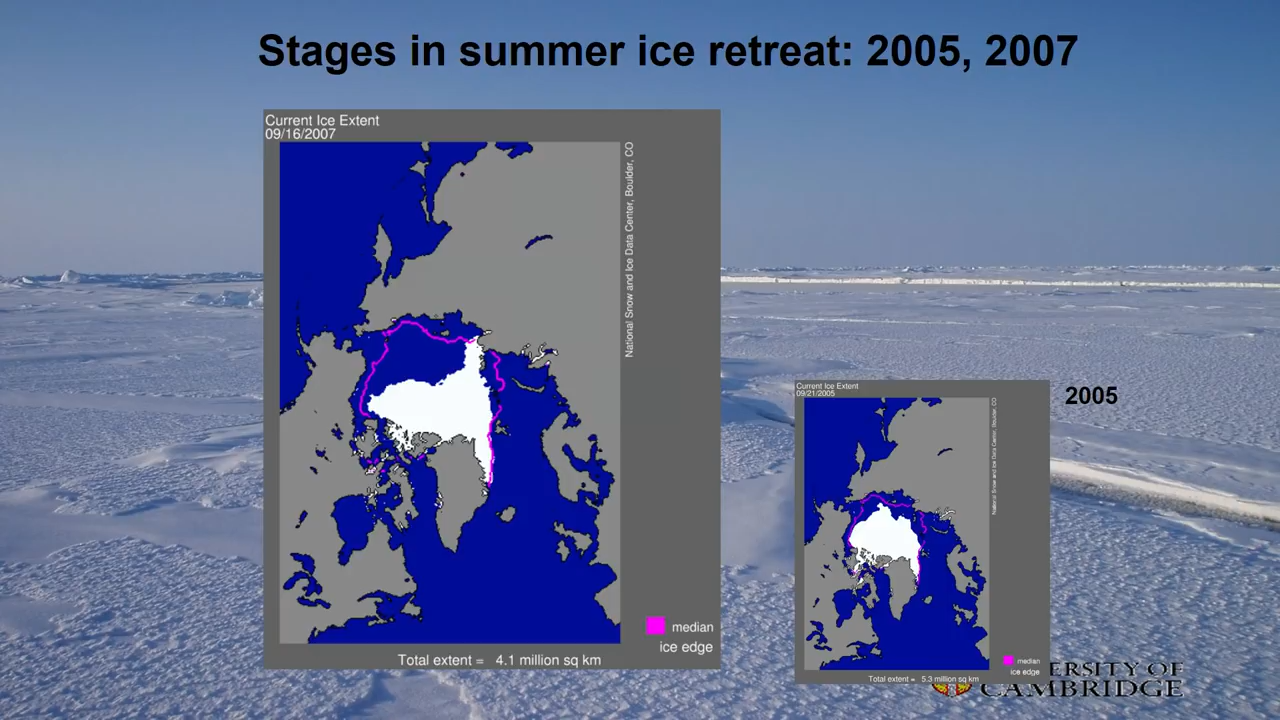 Stages in summer ice retreat: 2005, 2007
Current Ice Extent
09/16/2007
National Snow and Ice Data Center, Boulder, CO
median
ice edge
Total extent = 4.1 million sq km
Current Ice Extent
09/21/2005
2005
National Snow and Ice Data Center, Boulder, CO
median
ice edge
Total extent = 5.3 million sq km
ERSITY OF
CAMBRIDGE